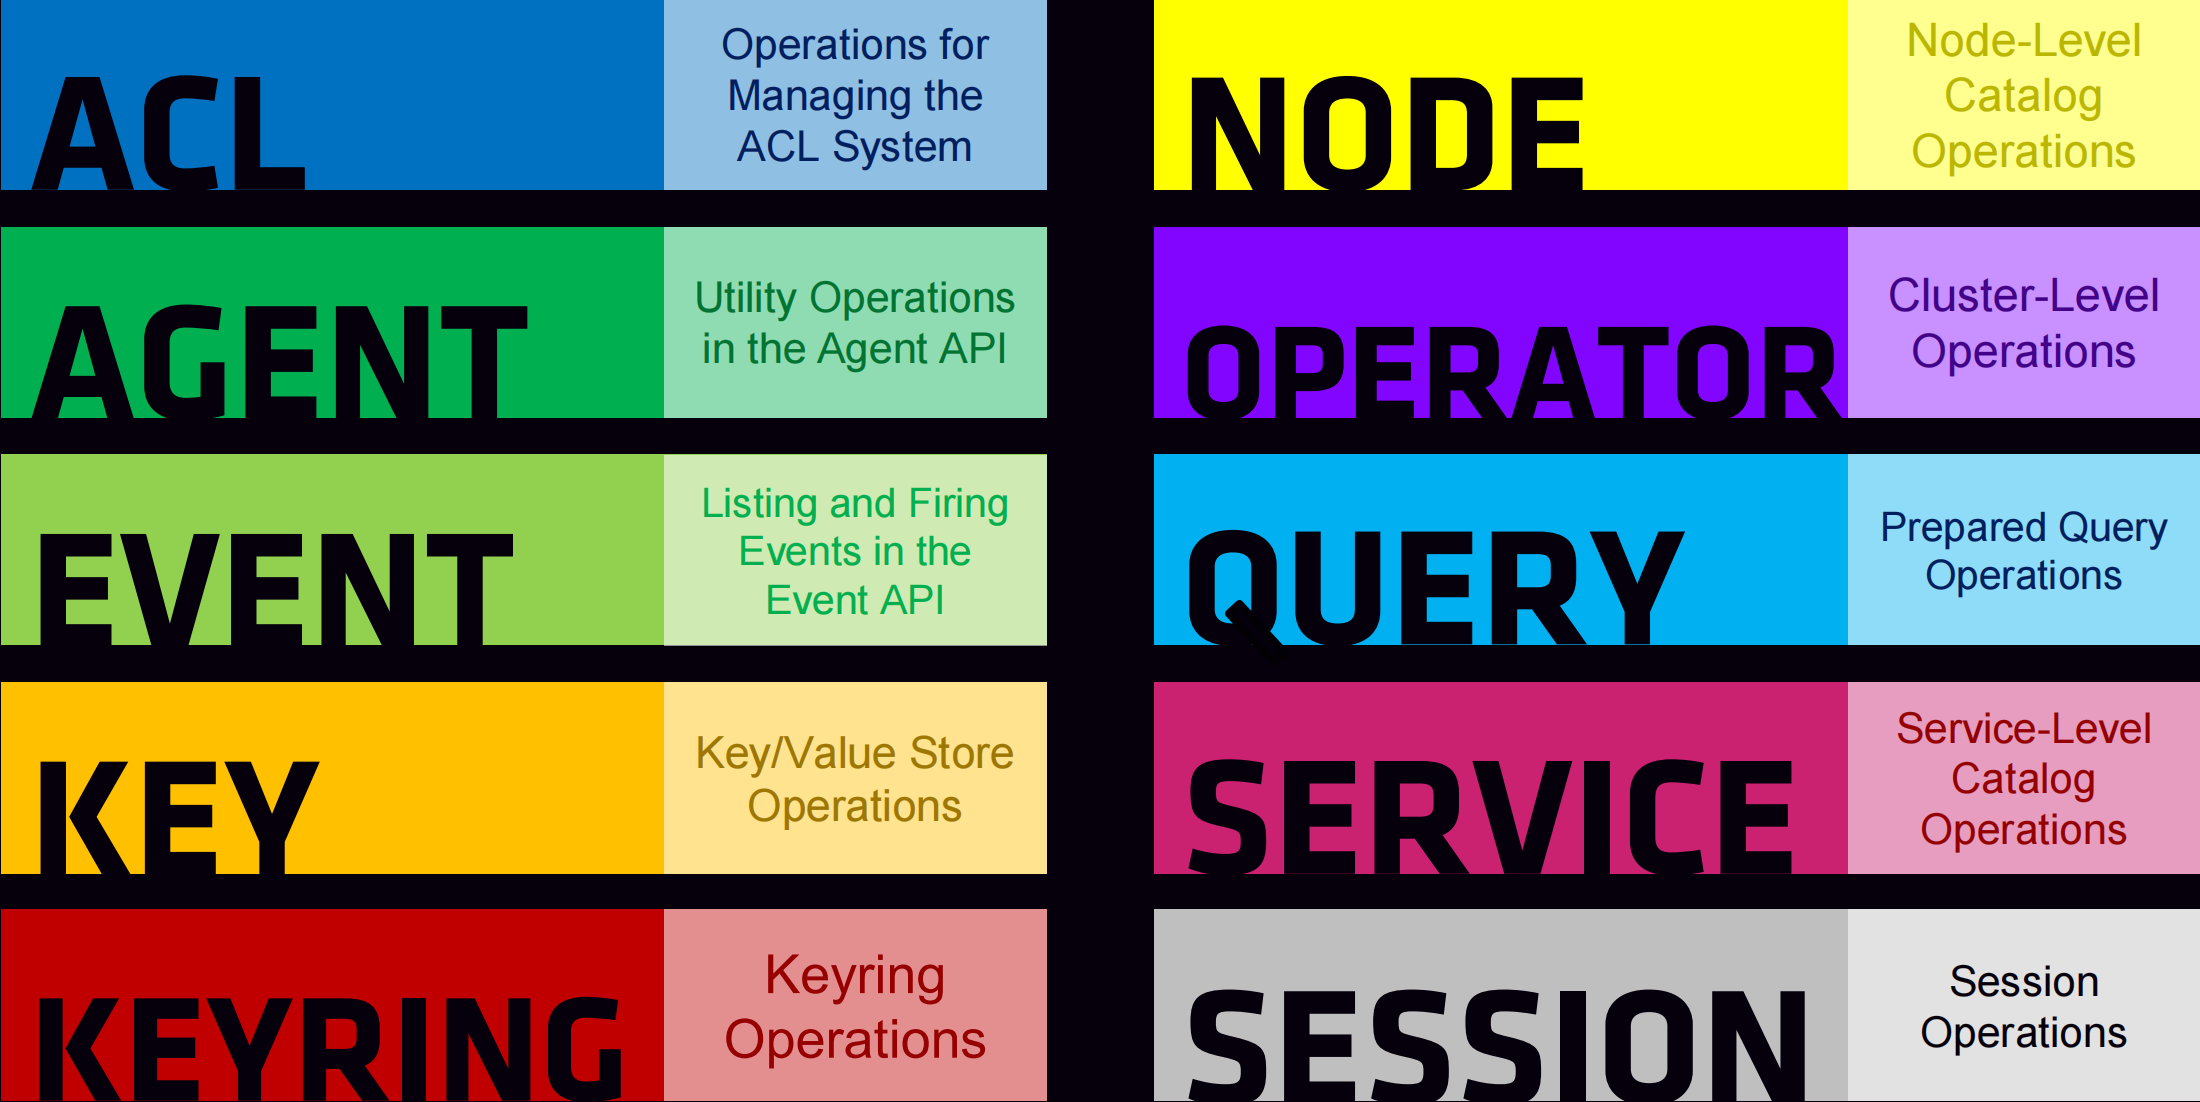 ACL
Operations for
Managing the
ACL System
AGENT
Utility Operations
in the Agent API
EVENT
Listing and Firing
Events in the
Event API
KEY
Key/Value Store
Operations
KEYRING
Keyring
Operations
NODE
Node-Level
Catalog
Operations
OPERATOR
Cluster-Level
Operations
QUERY
Prepared Query
Operations
SERVICE
Service-Level
Catalog
Operations
SESSION
Session
Operations